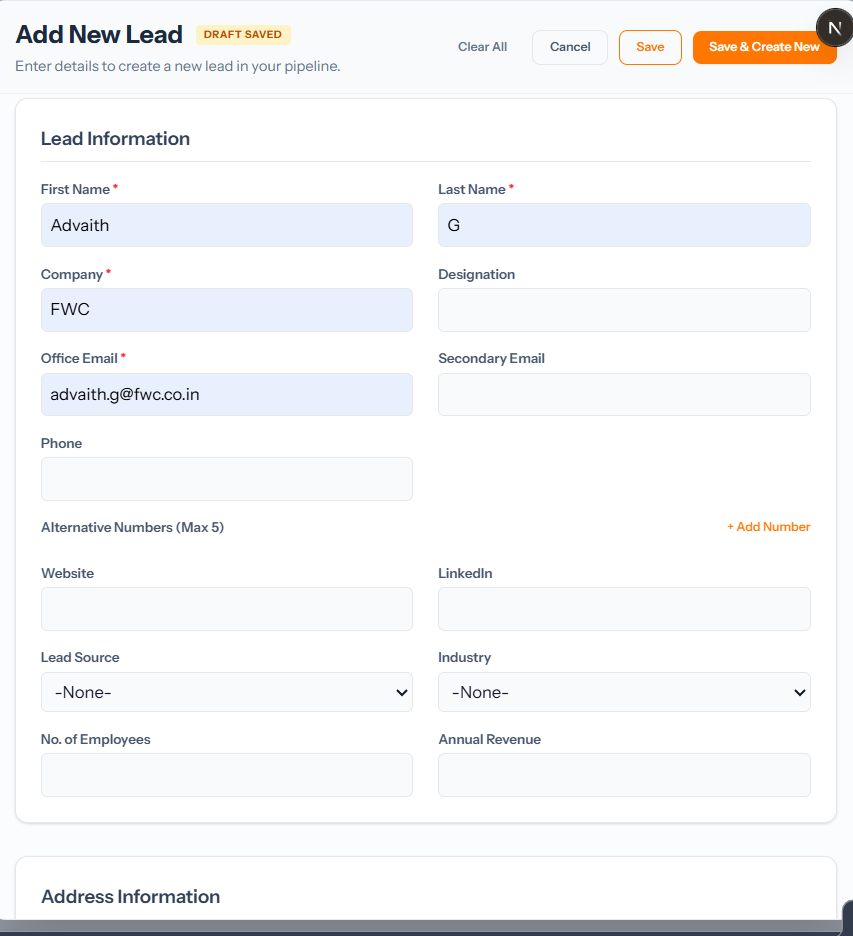 Add New Lead DRAFT SAVED
Enter details to create a new lead in your pipeline.
Clear All Cancel Save Save & Create New
N
Lead Information
First Name * Last Name *
Advaith G
Company * Designation
FWC
Office Email * Secondary Email
advaith.g@fwc.co.in
Phone
Alternative Numbers (Max 5) + Add Number
Website LinkedIn
Lead Source Industry
-None- -None-
No. of Employees Annual Revenue
Address Information